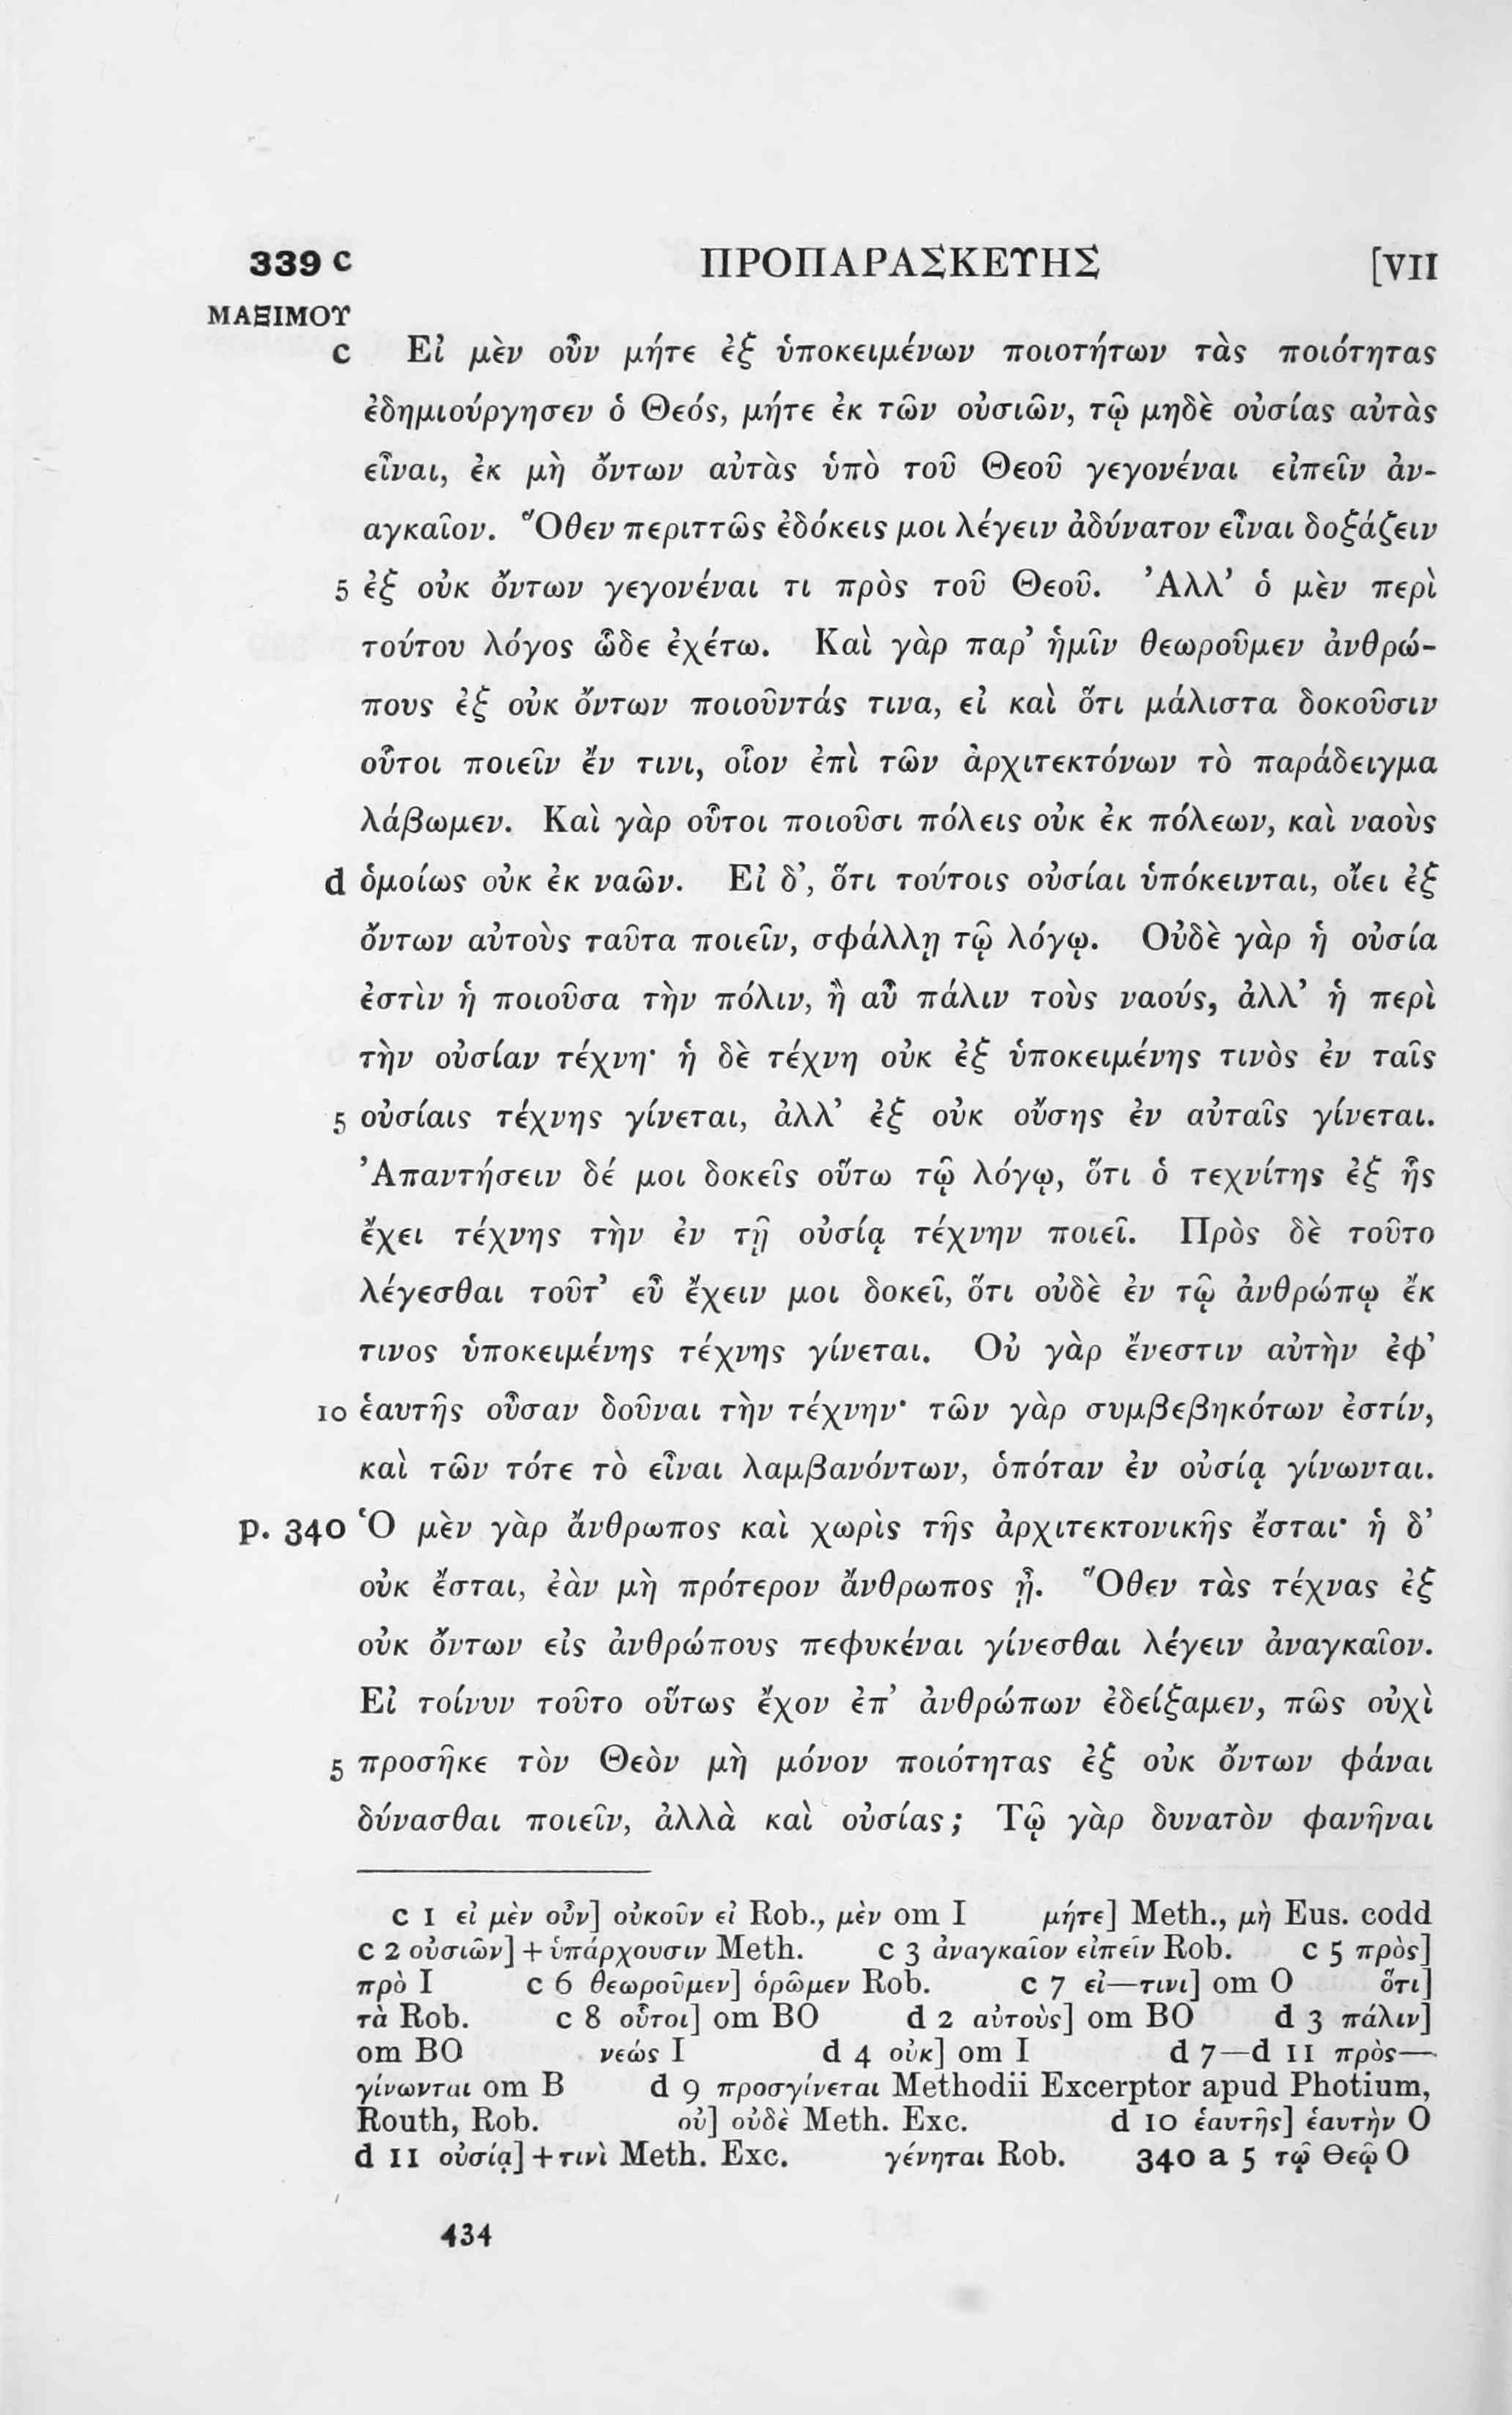 339 c ΠΡΟΠΑΡΑΣΚΕΥΗΣ [VII
ΜΑΞΙΜΟΥ
c Εἰ μὲν οὖν μήτε ἐξ ὑποκειμένων ποιοτήτων τὰς ποιότητας
ἐδημιούργησεν ὁ Θεός, μήτε ἐκ τῶν οὐσιῶν, τῷ μηδὲ οὐσίας αὐτὰς
εἶναι, ἐκ μὴ ὄντων αὐτὰς ὑπὸ τοῦ Θεοῦ γεγονέναι εἰπεῖν ἀν-
αγκαῖον. Ὅθεν περιττῶς ἐδόκεις μοι λέγειν ἀδύνατον εἶναι δοξάζειν
5 ἐξ οὐκ ὄντων γεγονέναι τι πρὸς τοῦ Θεοῦ. Ἀλλ’ ὁ μὲν περὶ
τούτου λόγος ὧδε ἐχέτω. Καὶ γὰρ παρ’ ἡμῖν θεωροῦμεν ἀνθρώ-
πους ἐξ οὐκ ὄντων ποιοῦντάς τινα, εἰ καὶ ὅτι μάλιστα δοκοῦσιν
οὗτοι ποιεῖν ἔν τινι, οἷον ἐπὶ τῶν ἀρχιτεκτόνων τὸ παράδειγμα
λάβωμεν. Καὶ γὰρ οὗτοι ποιοῦσι πόλεις οὐκ ἐκ πόλεων, καὶ ναοὺς
d ὁμοίως οὐκ ἐκ ναῶν. Εἰ δ’, ὅτι τούτοις οὐσίαι ὑπόκεινται, οἴει ἐξ
ὄντων αὐτοὺς ταῦτα ποιεῖν, σφάλλῃ τῷ λόγῳ. Οὐδὲ γὰρ ἡ οὐσία
ἐστὶν ἡ ποιοῦσα τὴν πόλιν, ἢ αὖ πάλιν τοὺς ναούς, ἀλλ’ ἡ περὶ
τὴν οὐσίαν τέχνη· ἡ δὲ τέχνη οὐκ ἐξ ὑποκειμένης τινὸς ἐν ταῖς
5 οὐσίαις τέχνης γίνεται, ἀλλ’ ἐξ οὐκ οὔσης ἐν αὐταῖς γίνεται.
Ἀπαντήσειν δέ μοι δοκεῖς οὕτω τῷ λόγῳ, ὅτι ὁ τεχνίτης ἐξ ἧς
ἔχει τέχνης τὴν ἐν τῇ οὐσίᾳ τέχνην ποιεῖ. Πρὸς δὲ τοῦτο
λέγεσθαι τοῦτ’ εὖ ἔχειν μοι δοκεῖ, ὅτι οὐδὲ ἐν τῷ ἀνθρώπῳ ἔκ
τινος ὑποκειμένης τέχνης γίνεται. Οὐ γὰρ ἔνεστιν αὐτὴν ἐφ’
10 ἑαυτῆς οὖσαν δοῦναι τὴν τέχνην· τῶν γὰρ συμβεβηκότων ἐστίν,
καὶ τῶν τότε τὸ εἶναι λαμβανόντων, ὁπόταν ἐν οὐσίᾳ γίνωνται.
p. 340 Ὁ μὲν γὰρ ἄνθρωπος καὶ χωρὶς τῆς ἀρχιτεκτονικῆς ἔσται· ἡ δ’
οὐκ ἔσται, ἐὰν μὴ πρότερον ἄνθρωπος ᾖ. Ὅθεν τὰς τέχνας ἐξ
οὐκ ὄντων εἰς ἀνθρώπους πεφυκέναι γίνεσθαι λέγειν ἀναγκαῖον.
Εἰ τοίνυν τοῦτο οὕτως ἔχον ἐπ’ ἀνθρώπων ἐδείξαμεν, πῶς οὐχὶ
5 προσῆκε τὸν Θεὸν μὴ μόνον ποιότητας ἐξ οὐκ ὄντων φάναι
δύνασθαι ποιεῖν, ἀλλὰ καὶ οὐσίας; Τῷ γὰρ δυνατὸν φανῆναι
c 1 εἰ μὲν οὖν] οὐκοῦν εἰ Rob., μὲν om I μήτε] Meth., μὴ Eus. codd
c 2 οὐσιῶν] + ὑπάρχουσιν Meth. c 3 ἀναγκαῖον εἰπεῖν Rob. c 5 πρὸς]
πρὸ I c 6 θεωροῦμεν] ὁρῶμεν Rob. c 7 εἰ—τινι] om O ὅτι]
τὰ Rob. c 8 οὗτοι] om BO d 2 αὐτοὺς] om BO d 3 πάλιν]
om BO νεώς I d 4 οὐκ] om I d 7—d 11 πρὸς—
γίνωνται om B d 9 προσγίνεται Methodii Excerptor apud Photium,
Routh, Rob. οὐ] οὐδὲ Meth. Exc. d 10 ἑαυτῆς] ἑαυτὴν O
d 11 οὐσίᾳ] + τινὶ Meth. Exc. γένηται Rob. 340 a 5 τῷ Θεῷ O
434